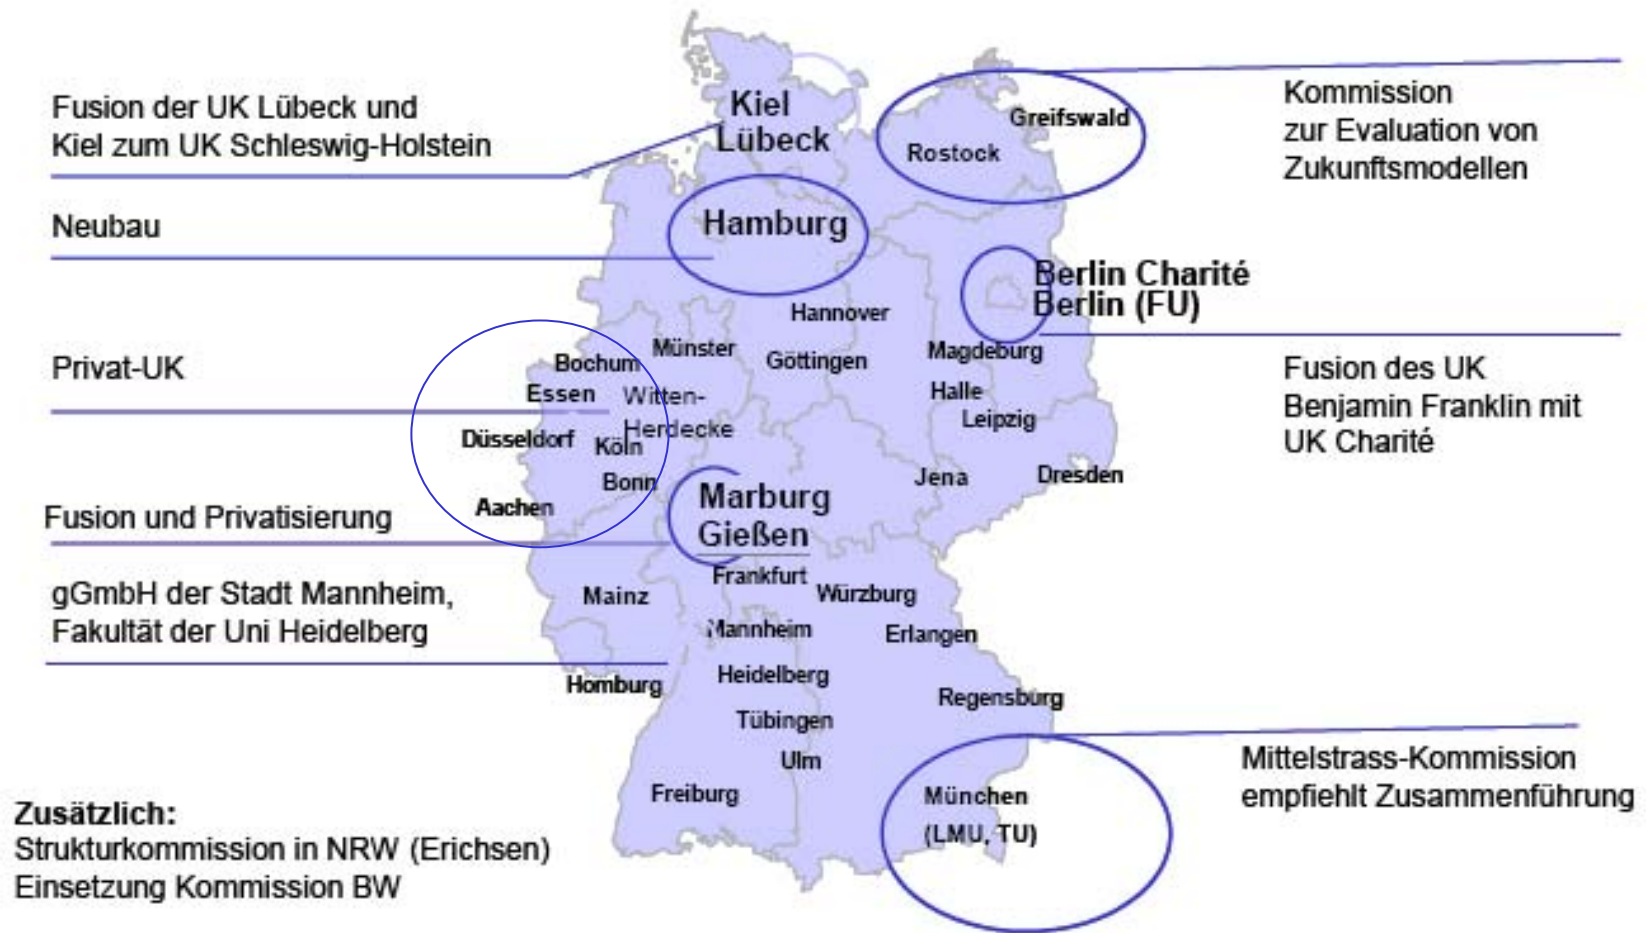 Fusion der UK Lübeck und
Kiel zum UK Schleswig-Holstein
Neubau
Privat-UK
Fusion und Privatisierung
gGmbH der Stadt Mannheim,
Fakultät der Uni Heidelberg
Zusätzlich:
Strukturkommission in NRW (Erichsen)
Einsetzung Kommission BW
Kiel
Lübeck
Hamburg
Greifswald
Rostock
Berlin Charité
Berlin (FU)
Hannover
Münster
Göttingen
Magdeburg
Bochum
Essen
Witten-
Herdecke
Halle
Leipzig
Düsseldorf
Köln
Bonn
Aachen
Jena
Dresden
Marburg
Gießen
Frankfurt
Mainz
Würzburg
Mannheim
Erlangen
Homburg
Heidelberg
Regensburg
Tübingen
Ulm
Freiburg
München
(LMU, TU)
Kommission
zur Evaluation von
Zukunftsmodellen
Fusion des UK
Benjamin Franklin mit
UK Charité
Mittelstrass-Kommission
empfiehlt Zusammenführung